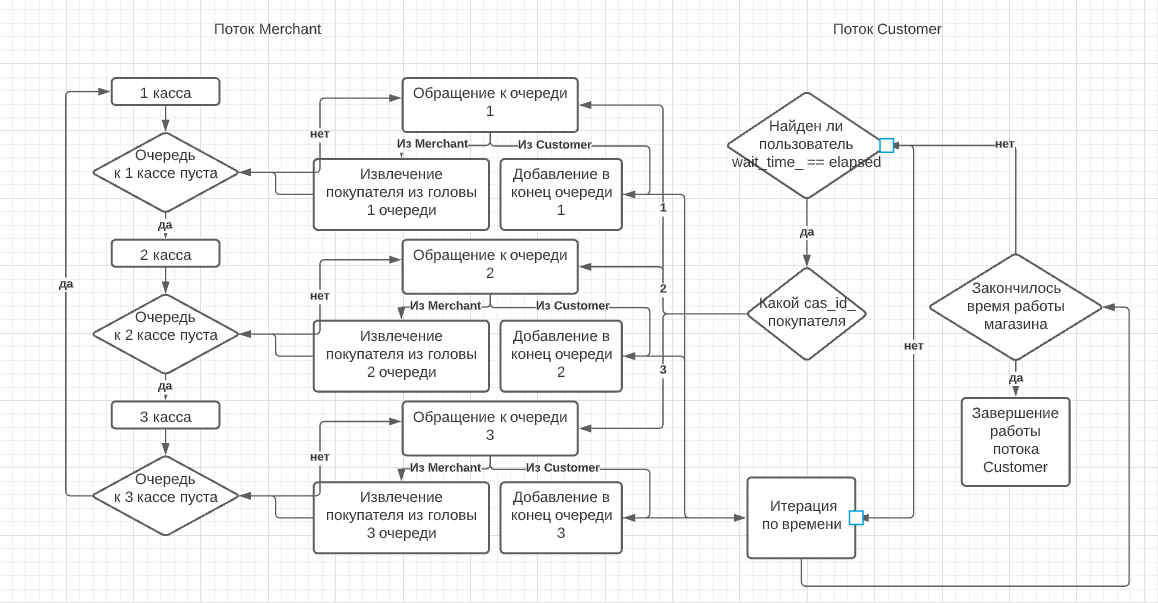 Поток Merchant
Поток Customer
1 касса
Очередь
к 1 кассе пуста
да
2 касса
Очередь
к 2 кассе пуста
да
3 касса
Очередь
к 3 кассе пуста
да
нет
Обращение к очереди
1
Из Merchant
Из Customer
Извлечение
покупателя из головы
1 очереди
Добавление в
конец очереди
1
нет
Обращение к очереди
2
Из Merchant
Из Customer
Извлечение
покупателя из головы
2 очереди
Добавление в
конец очереди
2
нет
Обращение к очереди
3
Из Merchant
Из Customer
Извлечение
покупателя из головы
3 очереди
Добавление в
конец очереди
3
1
2
3
Найден ли
пользователь
wait_time_ == elapsed
да
Какой cas_id_
покупателя
нет
Итерация
по времени
нет
Закончилось
время работы
магазина
да
Завершение
работы
потока
Customer